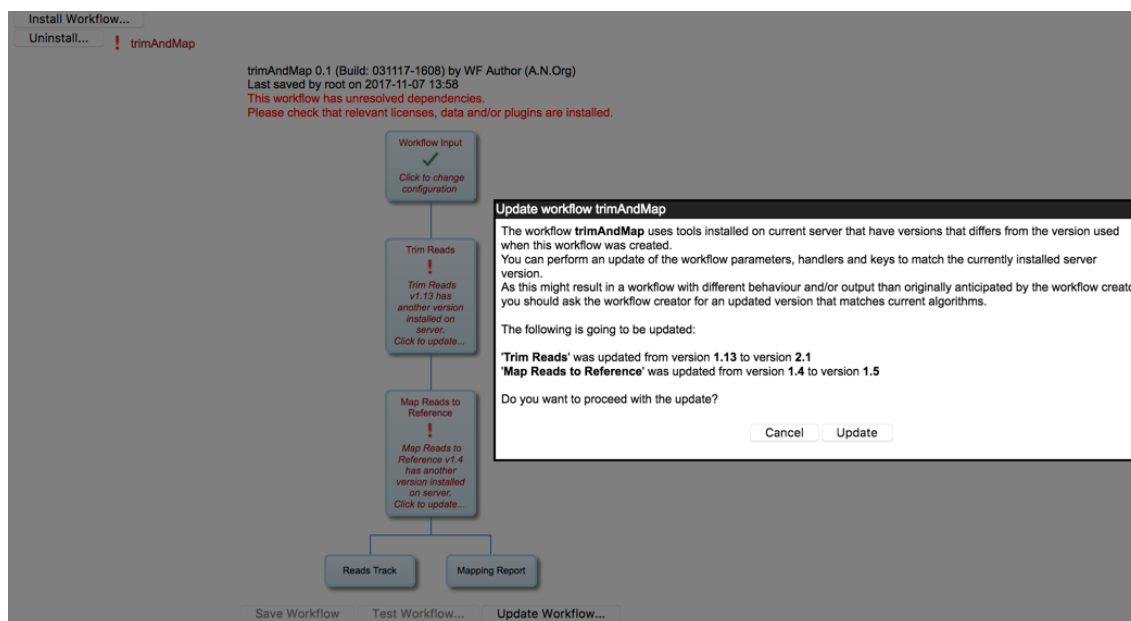 Install Workflow...
Uninstall...
! trimAndMap
trimAndMap 0.1 (Build: 031117-1608) by WF Author (A.N.Org)
Last saved by root on 2017-11-07 13:58
This workflow has unresolved dependencies.
Please check that relevant licenses, data and/or plugins are installed.
Workflow Input
Click to change
configuration
Trim Reads
!
Trim Reads
v1.13 has
another version
installed on
server.
Click to update...
Map Reads to
Reference
!
Map Reads to
Reference v1.4
has another
version installed
on server.
Click to update...
Reads Track
Mapping Report
Save Workflow
Test Workflow...
Update Workflow...
Update workflow trimAndMap
The workflow trimAndMap uses tools installed on current server that have versions that differs from the version used
when this workflow was created.
You can perform an update of the workflow parameters, handlers and keys to match the currently installed server
version.
As this might result in a workflow with different behaviour and/or output than originally anticipated by the workflow creato
you should ask the workflow creator for an updated version that matches current algorithms.
The following is going to be updated:
'Trim Reads' was updated from version 1.13 to version 2.1
'Map Reads to Reference' was updated from version 1.4 to version 1.5
Do you want to proceed with the update?
Cancel
Update